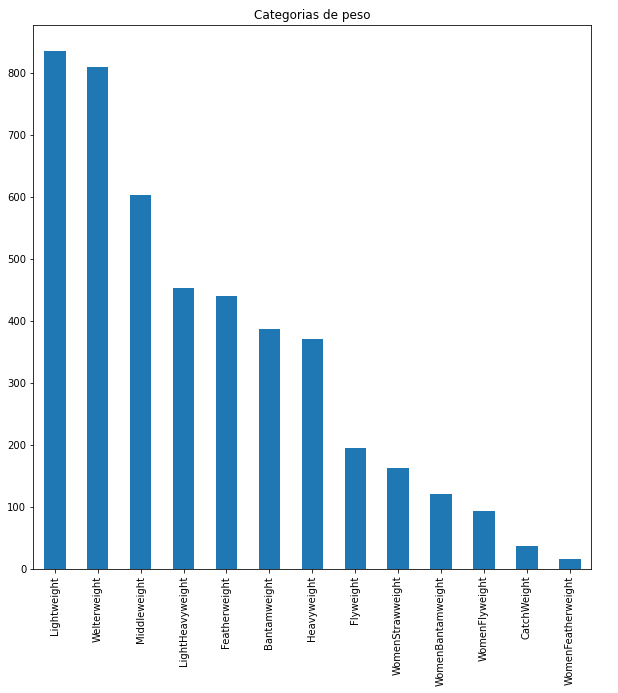 Categorias de peso
800
700
600
500
400
300
200
100
0
Lightweight
Welterweight
Middleweight
LightHeavyweight
Featherweight
Bantamweight
Heavyweight
Flyweight
WomenStrawweight
WomenBantamweight
WomenFlyweight
CatchWeight
WomenFeatherweight